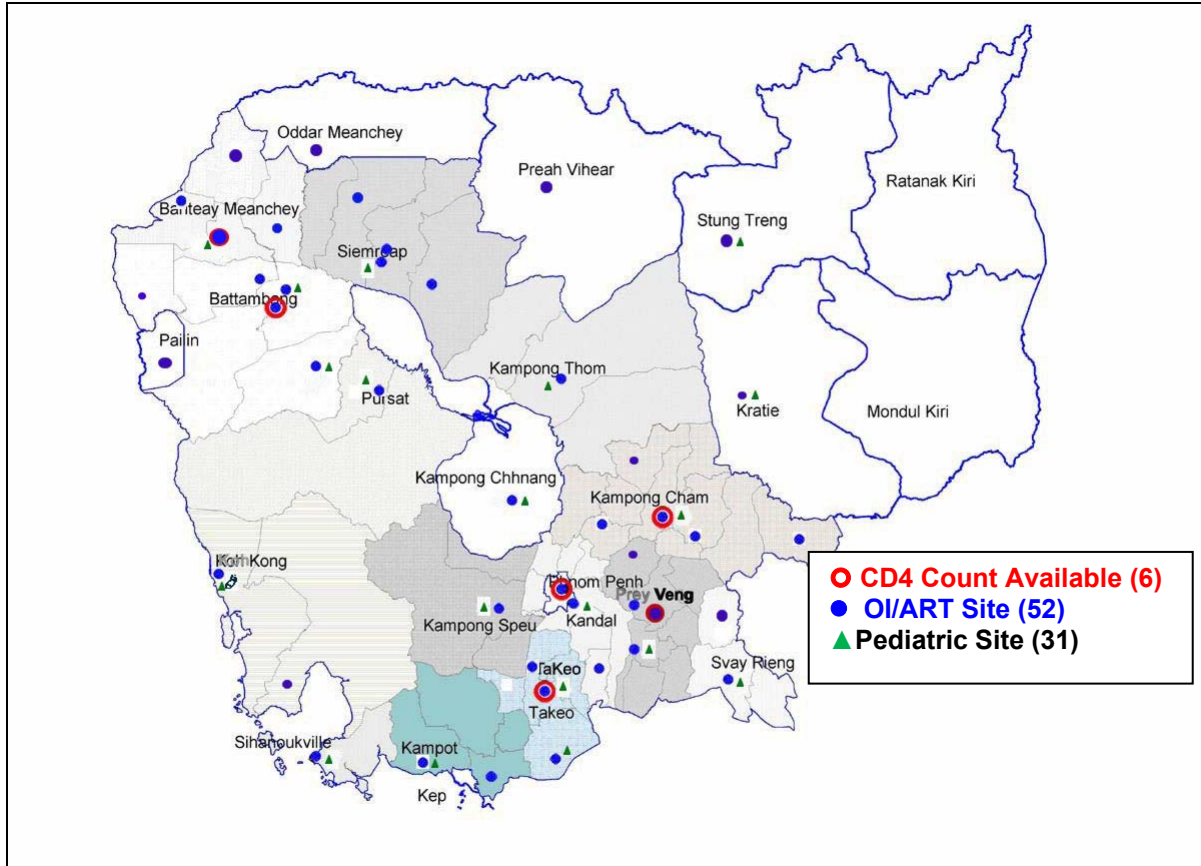 Oddar Meanchey
Preah Vihear
Ratanak Kiri
Banteay Meanchey
Stung Treng
Siemreap
Battambong
Pailin
Kampong Thom
Pursat
Kratie
Mondul Kiri
Kampong Chhnang
Kampong Cham
Koh Kong
Phnom Penh
Prey Veng
Kampong Speu
Kandal
TaKeo
Svay Rieng
Takeo
Sihanoukville
Kampot
Kep
CD4 Count Available (6)
OI/ART Site (52)
Pediatric Site (31)